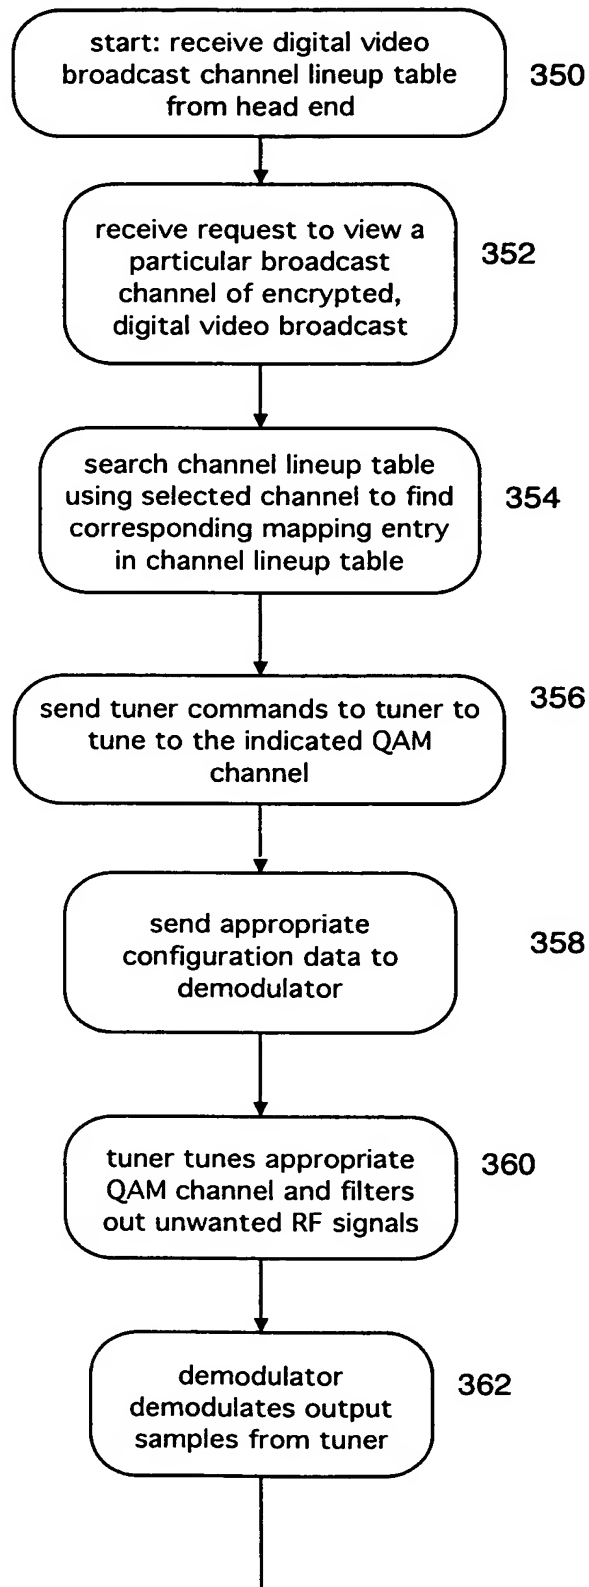 start: receive digital video
broadcast channel lineup table
from head end
350
receive request to view a
particular broadcast
channel of encrypted,
digital video broadcast
352
search channel lineup table
using selected channel to find
corresponding mapping entry
in channel lineup table
354
send tuner commands to tuner to
tune to the indicated QAM
channel
356
send appropriate
configuration data to
demodulator
358
tuner tunes appropriate
QAM channel and filters
out unwanted RF signals
360
demodulator
demodulates output
samples from tuner
362